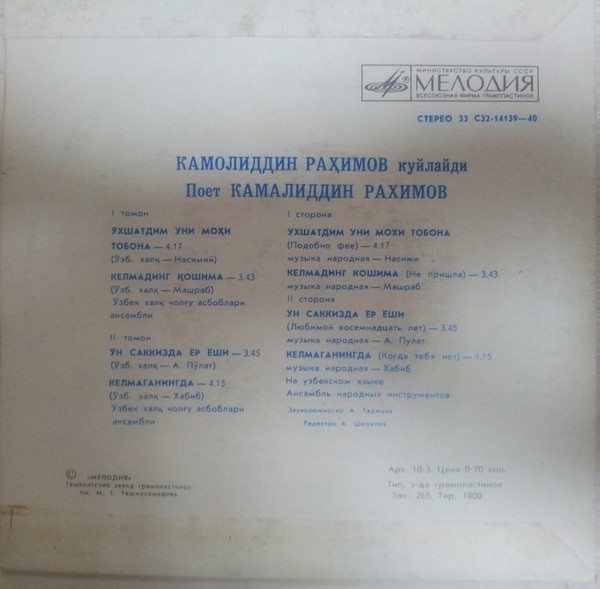 МИНИСТЕРСТВО КУЛЬТУРЫ СССР
МЕЛОДИЯ
ВСЕСОЮЗНАЯ ФИРМА ГРАМПЛАСТИНОК
СТЕРЕО 33 С32-14139—40
КАМОЛИДДИН РАҲИМОВ куйлайди
Поет КАМАЛИДДИН РАХИМОВ
I томон
ЎХШАТДИМ УНИ МОҲИ
ТОБОНА — 4.17
(Ўзб. халқ — Насимий)
КЕЛМАДИНГ ҚОШИМА — 3.43
(Ўзб. халқ — Машраб)
Ўзбек халқ чолғу асбоблари
ансамбли
II томон
ЎН САККИЗДА ЁР ЁШИ — 3.45
(Ўзб. халқ — А. Пўлат)
КЕЛМАГАНИНГДА — 4.15
(Ўзб. халқ — Хабиб)
Ўзбек халқ чолғу асбоблари
ансамбли
I сторона
УХШАТДИМ УНИ МОХИ ТОБОНА
(Подобно фее) — 4.17
музыка народная — Насими
КЕЛМАДИНГ КОШИМА (Не пришла) — 3.43
музыка народная — Машраб
II сторона
УН САККИЗДА ЕР ЕШИ
(Любимой восемнадцать лет) — 3.45
музыка народная — А. Пулат
КЕЛМАГАНИНГДА (Когда тебя нет) — 4.15
музыка народная — Хабиб
На узбекском языке
Ансамбль народных инструментов
Звукорежиссер А. Таджиев
Редактор А. Шарипов
© «МЕЛОДИЯ»
Ташкентский завод грампластинок
им. М. Т. Ташмухамедова
Арт. 10-3. Цена 0-70 коп.
Тип. з-да грампластинок
Зак. 265. Тир. 1800.